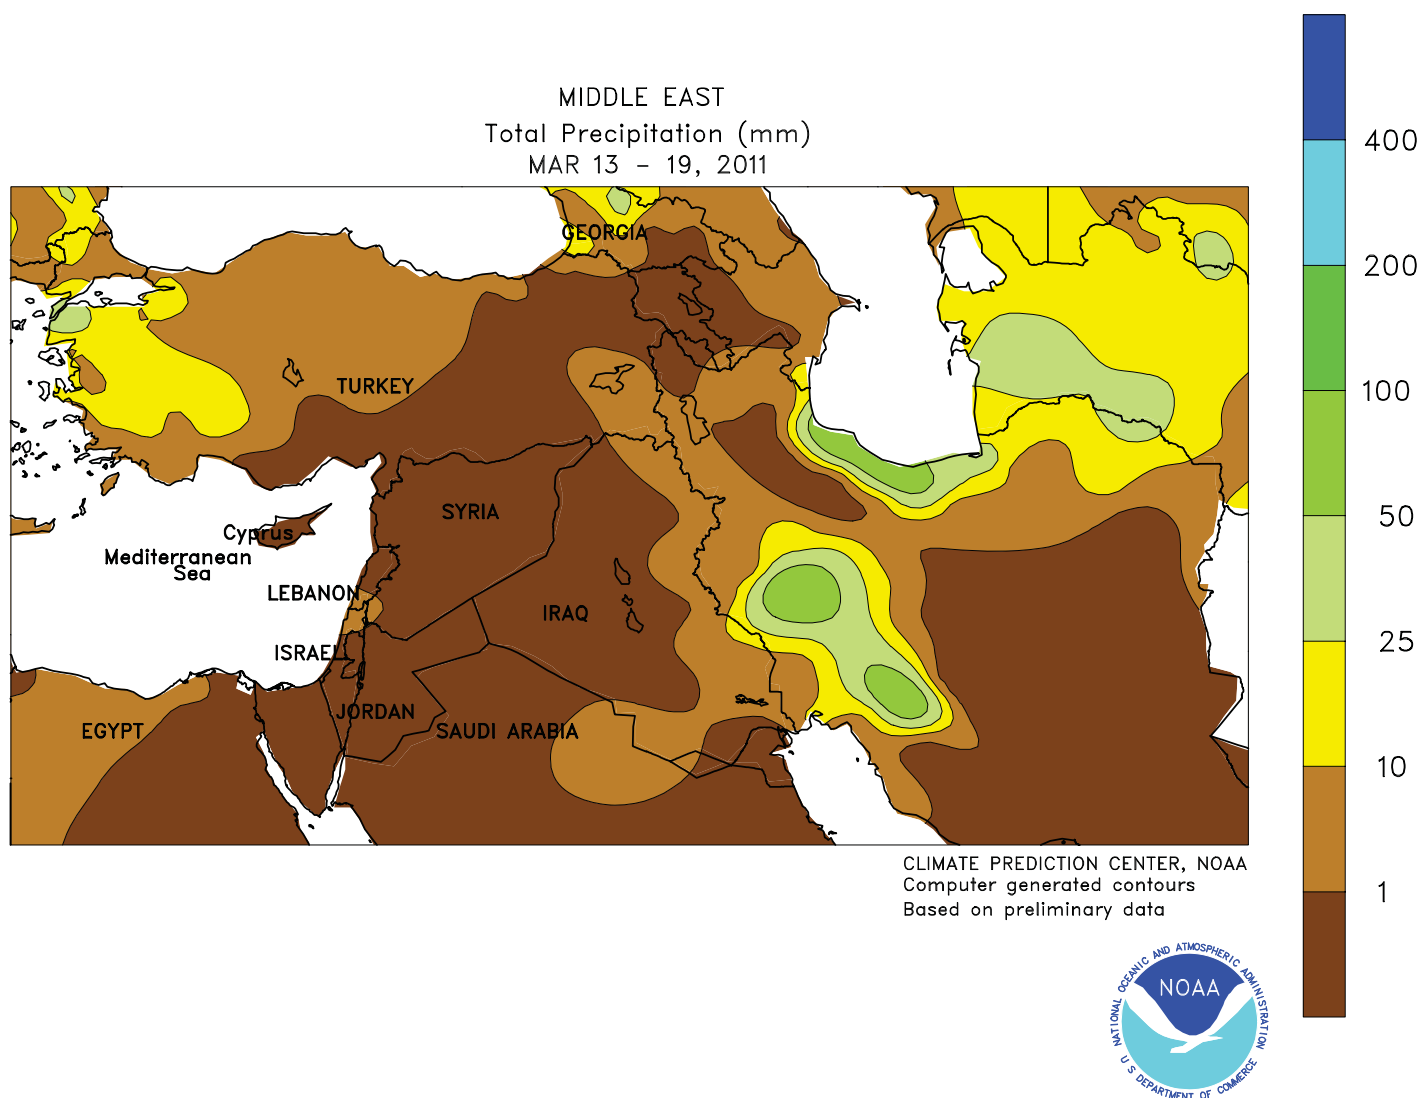 MIDDLE EAST
Total Precipitation (mm)
MAR 13 - 19, 2011
400
200
100
50
25
10
1
GEORGIA
TURKEY
SYRIA
Cyprus
Mediterranean
Sea
LEBANON
IRAQ
ISRAEL
JORDAN
EGYPT
SAUDI ARABIA
CLIMATE PREDICTION CENTER, NOAA
Computer generated contours
Based on preliminary data
NATIONAL OCEANIC AND ATMOSPHERIC ADMINISTRATION
NOAA
U S DEPARTMENT OF COMMERCE